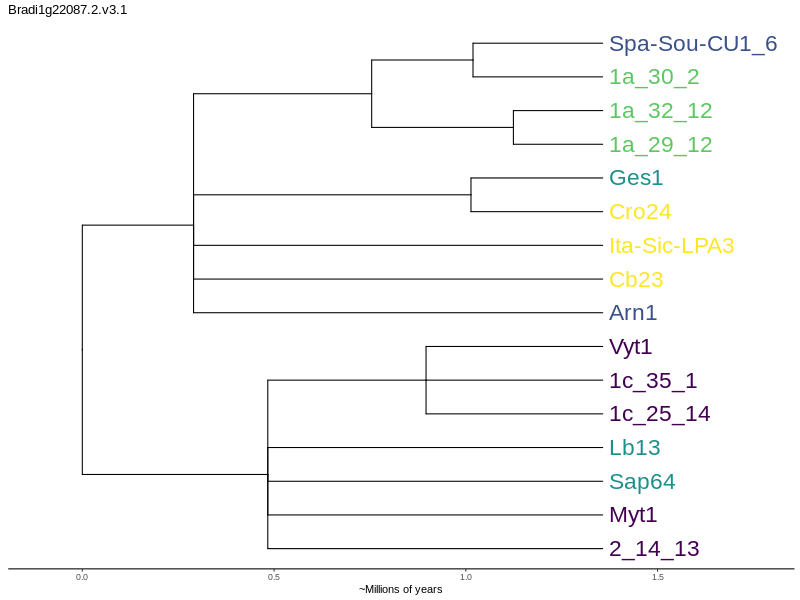 Bradi1g22087.2.v3.1
Spa-Sou-CU1_6
1a_30_2
1a_32_12
1a_29_12
Ges1
Cro24
Ita-Sic-LPA3
Cb23
Arn1
Vyt1
1c_35_1
1c_25_14
Lb13
Sap64
Myt1
2_14_13
0.0 0.5 1.0 1.5
~Millions of years